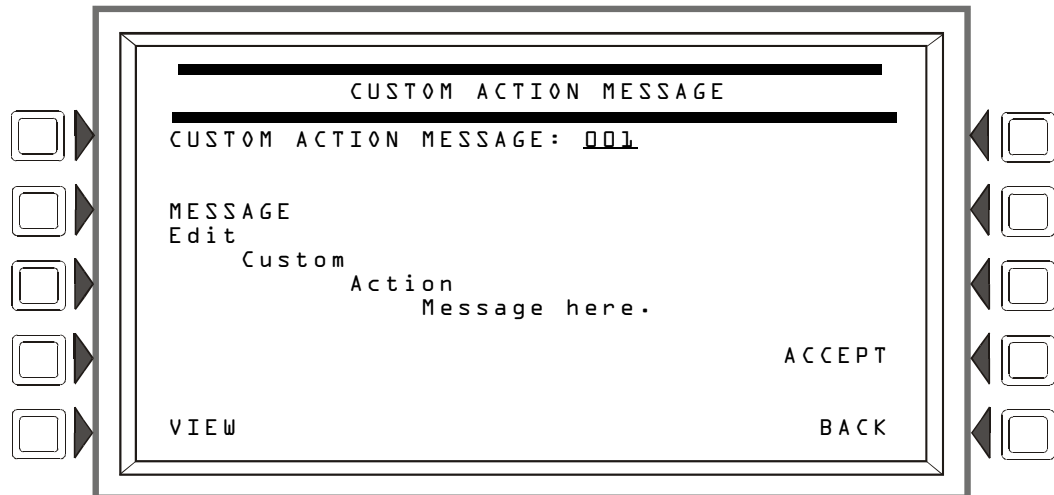 CUSTOM ACTION MESSAGE
CUSTOM ACTION MESSAGE: 001
MESSAGE
Edit
Custom
Action
Message here.
ACCEPT
VIEW BACK